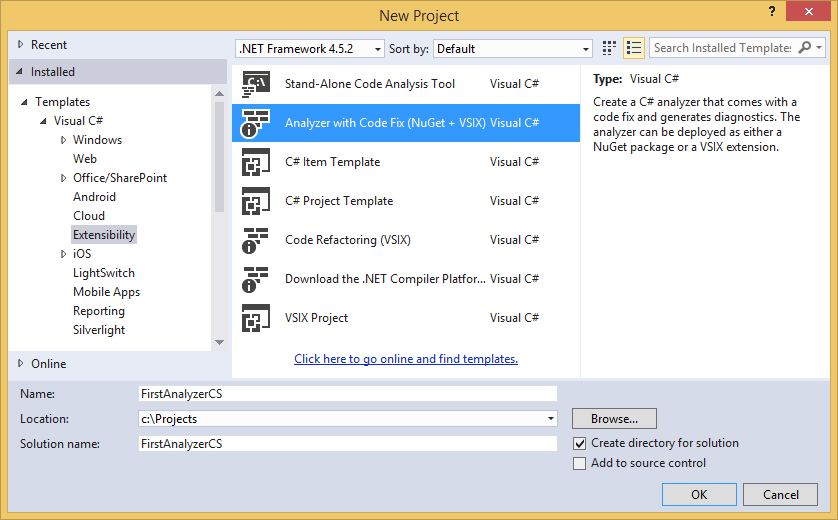 New Project
?
Recent
Installed
Templates
Visual C#
Windows
Web
Office/SharePoint
Android
Cloud
Extensibility
iOS
LightSwitch
Mobile Apps
Reporting
Silverlight
Online
.NET Framework 4.5.2
Sort by:
Default
Search Installed Templates
C:\
Stand-Alone Code Analysis Tool Visual C#
Analyzer with Code Fix (NuGet + VSIX) Visual C#
C# Item Template Visual C#
C# Project Template Visual C#
Code Refactoring (VSIX) Visual C#
Download the .NET Compiler Platfor... Visual C#
VSIX Project Visual C#
Click here to go online and find templates.
Type: Visual C#
Create a C# analyzer that comes with a
code fix and generates diagnostics. The
analyzer can be deployed as either a
NuGet package or a VSIX extension.
Name: FirstAnalyzerCS
Location: c:\Projects
Browse...
Solution name: FirstAnalyzerCS
Create directory for solution
Add to source control
OK
Cancel